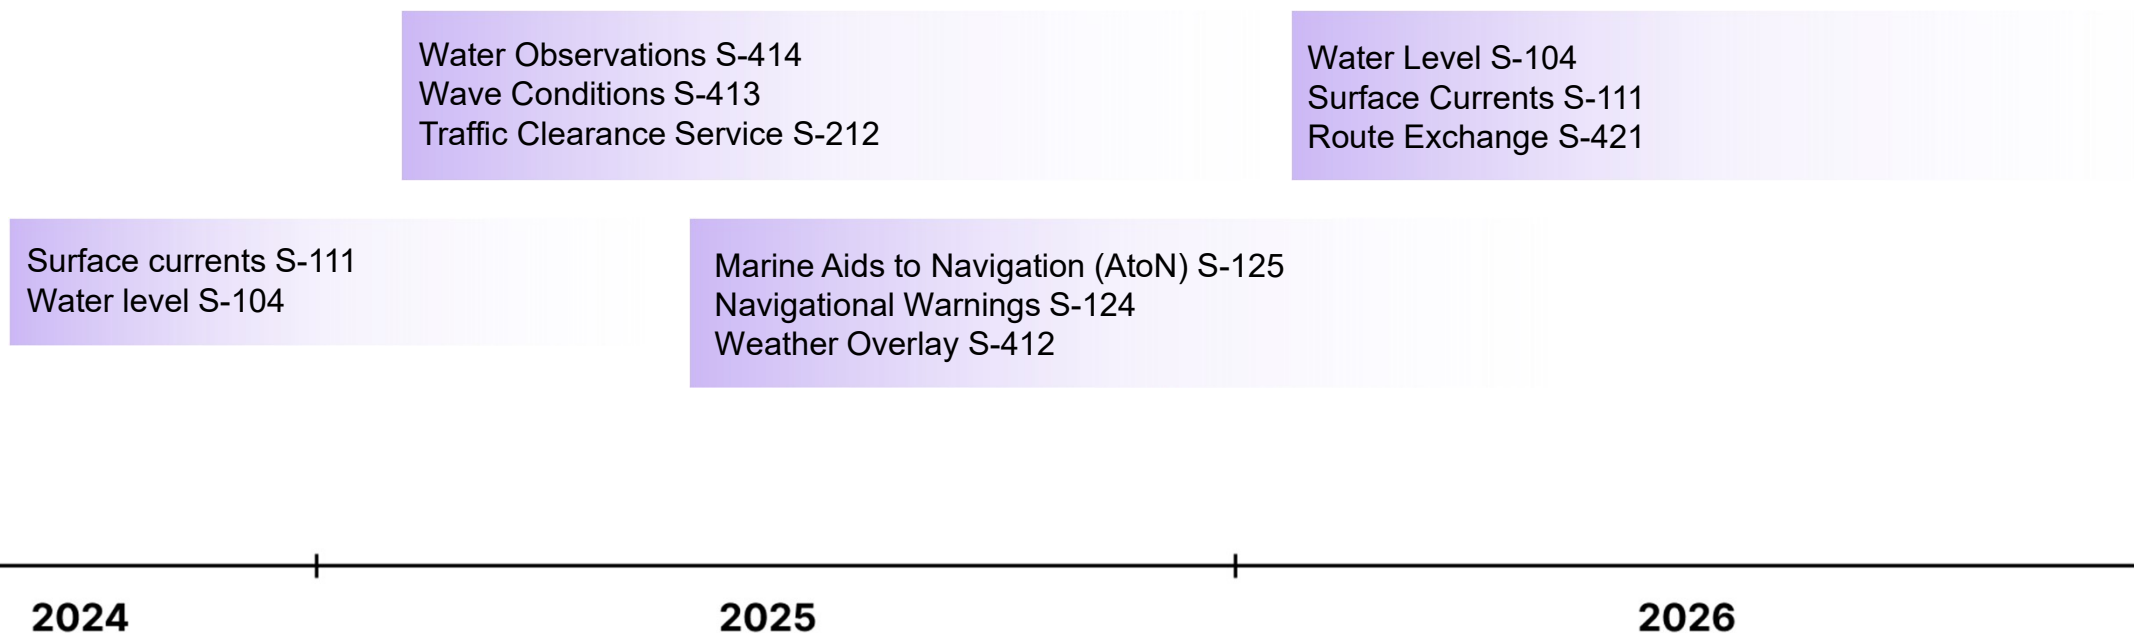 Water Observations S-414
Wave Conditions S-413
Traffic Clearance Service S-212
Water Level S-104
Surface Currents S-111
Route Exchange S-421
Surface currents S-111
Water level S-104
Marine Aids to Navigation (AtoN) S-125
Navigational Warnings S-124
Weather Overlay S-412
2024
2025
2026